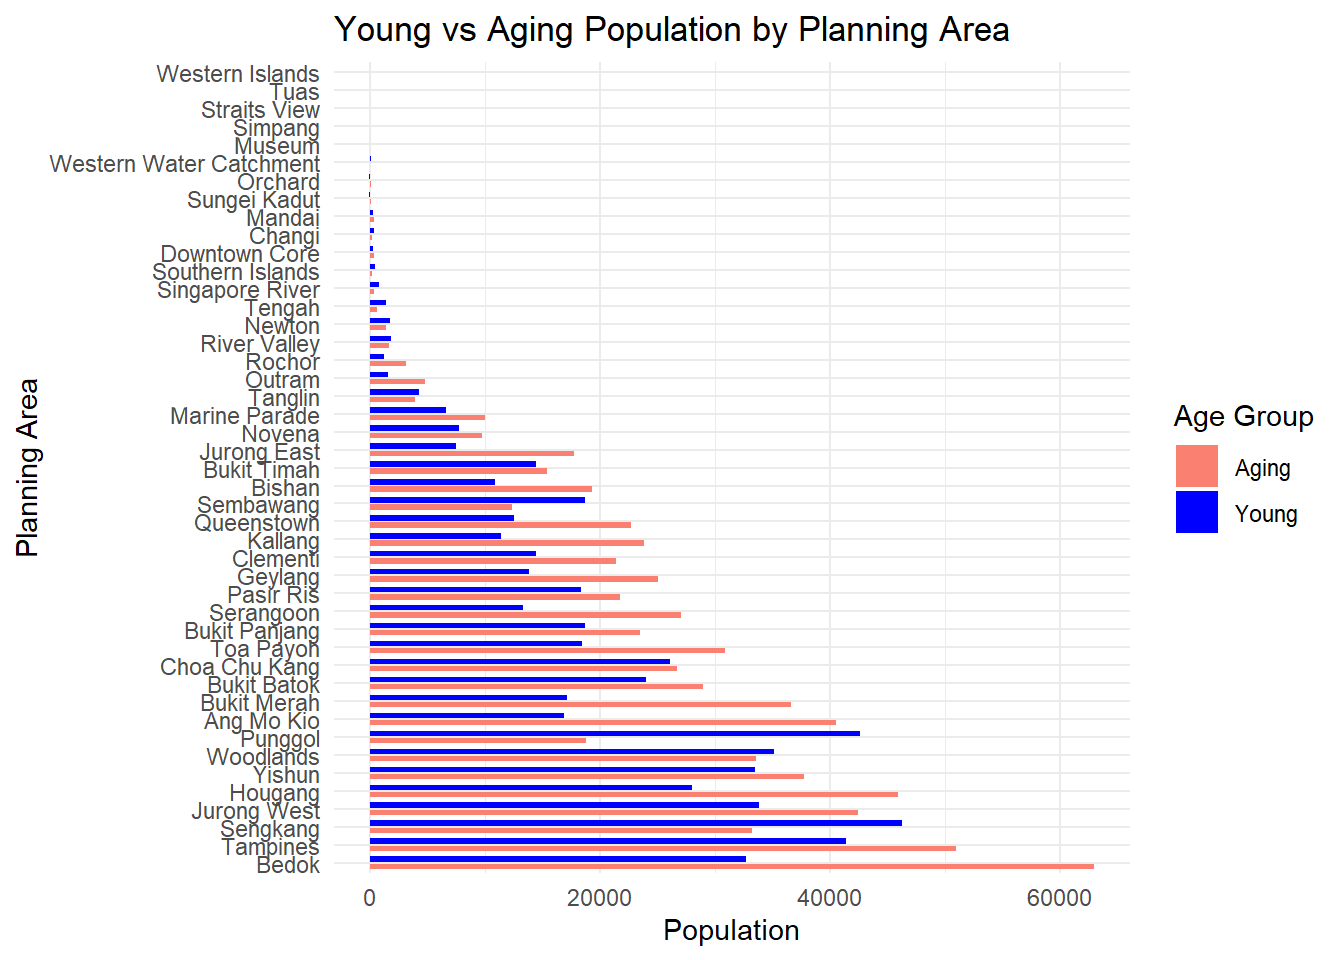 Young vs Aging Population by Planning Area
Planning Area
Western Islands
Tuas
Straits View
Simpang
Museum
Western Water Catchment
Orchard
Sungei Kadut
Mandai
Changi
Downtown Core
Southern Islands
Singapore River
Tengah
Newton
River Valley
Rochor
Outram
Tanglin
Marine Parade
Novena
Jurong East
Bukit Timah
Bishan
Sembawang
Queenstown
Kallang
Clementi
Geylang
Pasir Ris
Serangoon
Bukit Panjang
Toa Payoh
Choa Chu Kang
Bukit Batok
Bukit Merah
Ang Mo Kio
Punggol
Woodlands
Yishun
Hougang
Jurong West
Sengkang
Tampines
Bedok
0 20000 40000 60000
Population
Age Group
Aging
Young